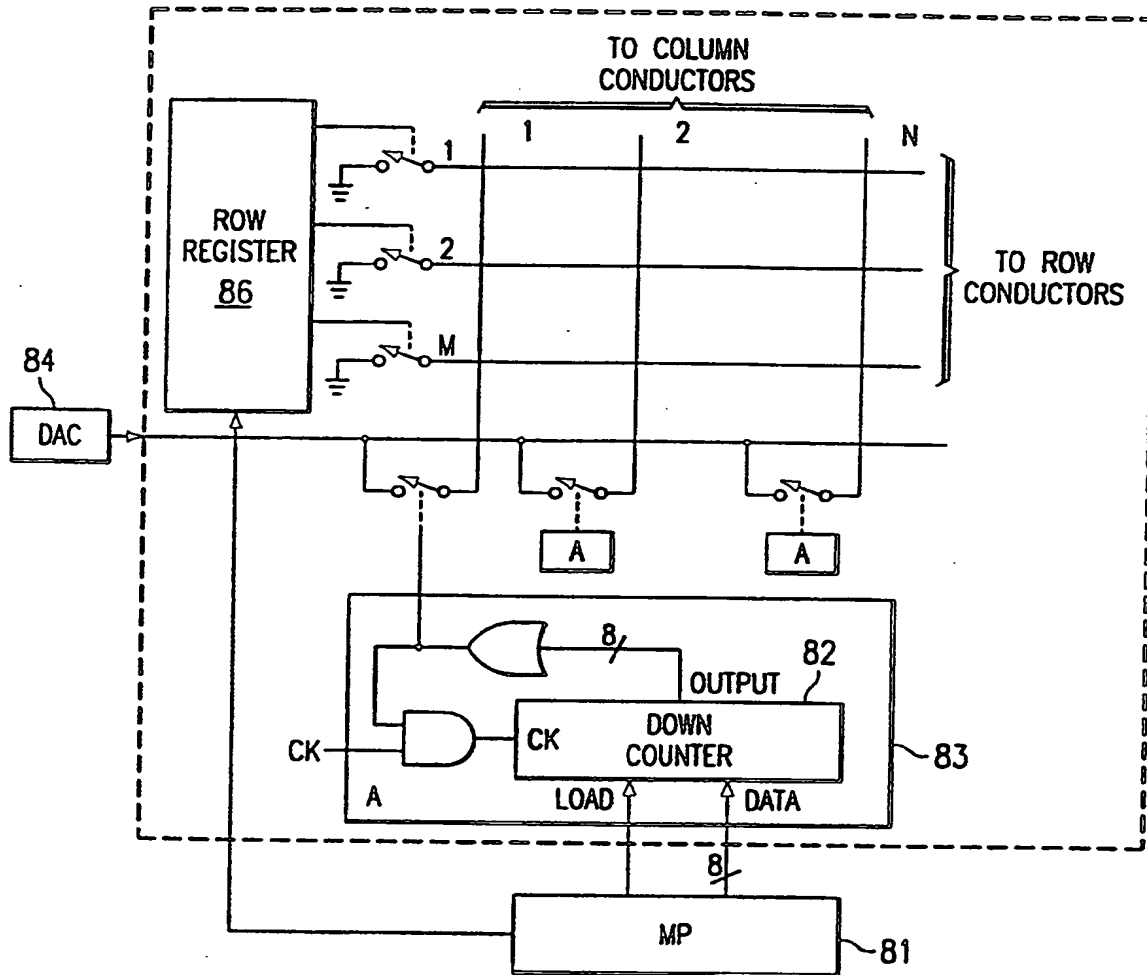 TO COLUMN
CONDUCTORS
1
2
N
1
ROW
REGISTER
86
2
TO ROW
CONDUCTORS
M
84
DAC
A
A
8
82
OUTPUT
DOWN
COUNTER
CK
CK
83
A
LOAD
DATA
8
MP
81